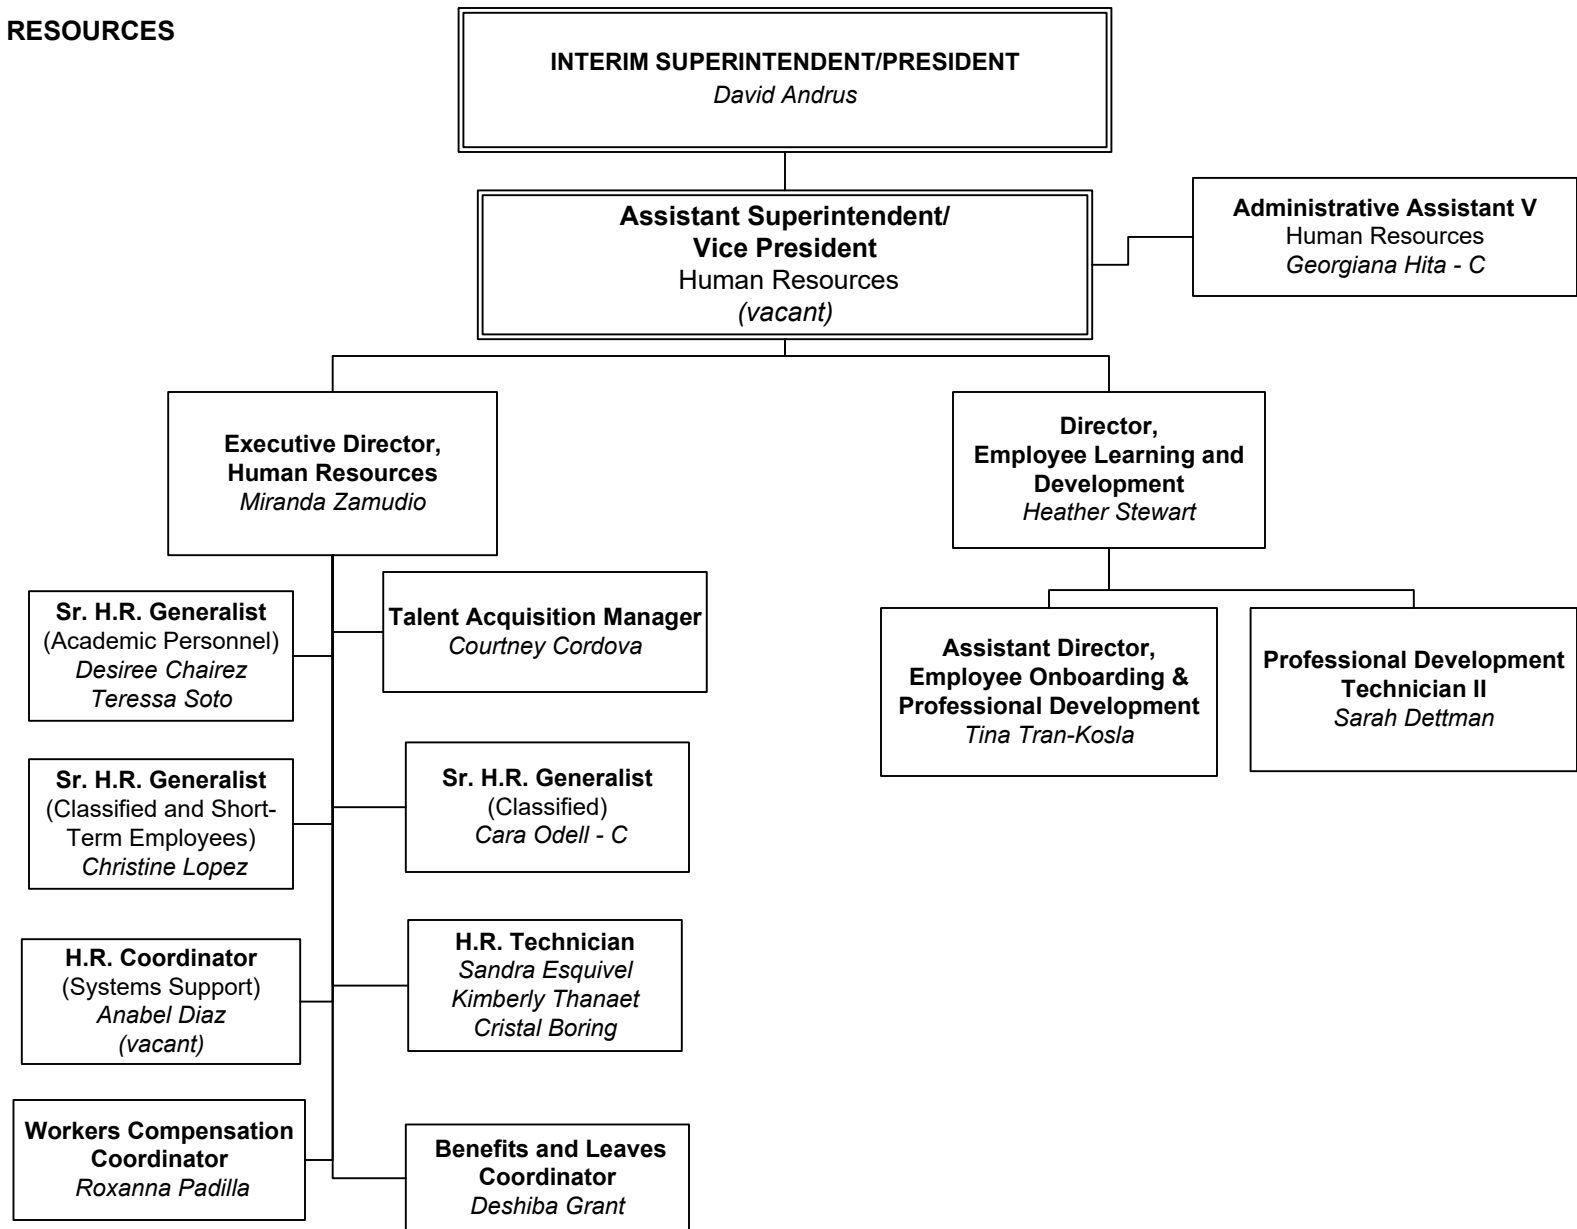 RESOURCES
INTERIM SUPERINTENDENT/PRESIDENT
David Andrus
Assistant Superintendent/
Vice President
Human Resources
(vacant)
Administrative Assistant V
Human Resources
Georgiana Hita - C
Executive Director,
Human Resources
Miranda Zamudio
Director,
Employee Learning and
Development
Heather Stewart
Sr. H.R. Generalist
(Academic Personnel)
Desiree Chairez
Teressa Soto
Talent Acquisition Manager
Courtney Cordova
Assistant Director,
Employee Onboarding &
Professional Development
Tina Tran-Kosla
Professional Development
Technician II
Sarah Dettman
Sr. H.R. Generalist
(Classified and Short-
Term Employees)
Christine Lopez
Sr. H.R. Generalist
(Classified)
Cara Odell - C
H.R. Coordinator
(Systems Support)
Anabel Diaz
(vacant)
H.R. Technician
Sandra Esquivel
Kimberly Thanaet
Cristal Boring
Workers Compensation
Coordinator
Roxanna Padilla
Benefits and Leaves
Coordinator
Deshiba Grant